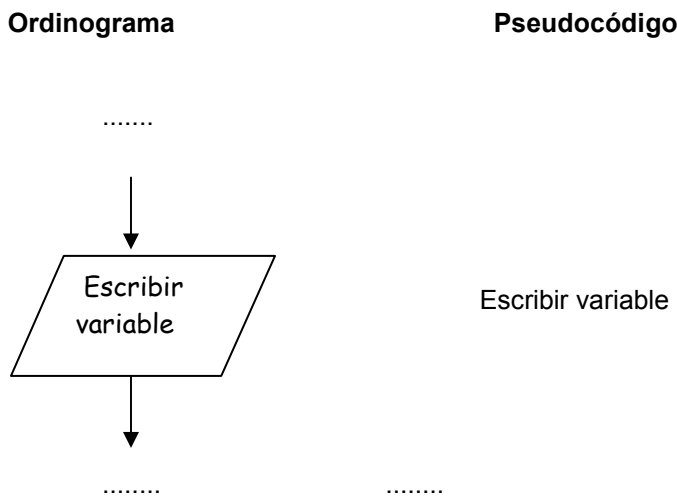 Ordinograma Pseudocódigo
.......
Escribir
variable
Escribir variable
........ ........